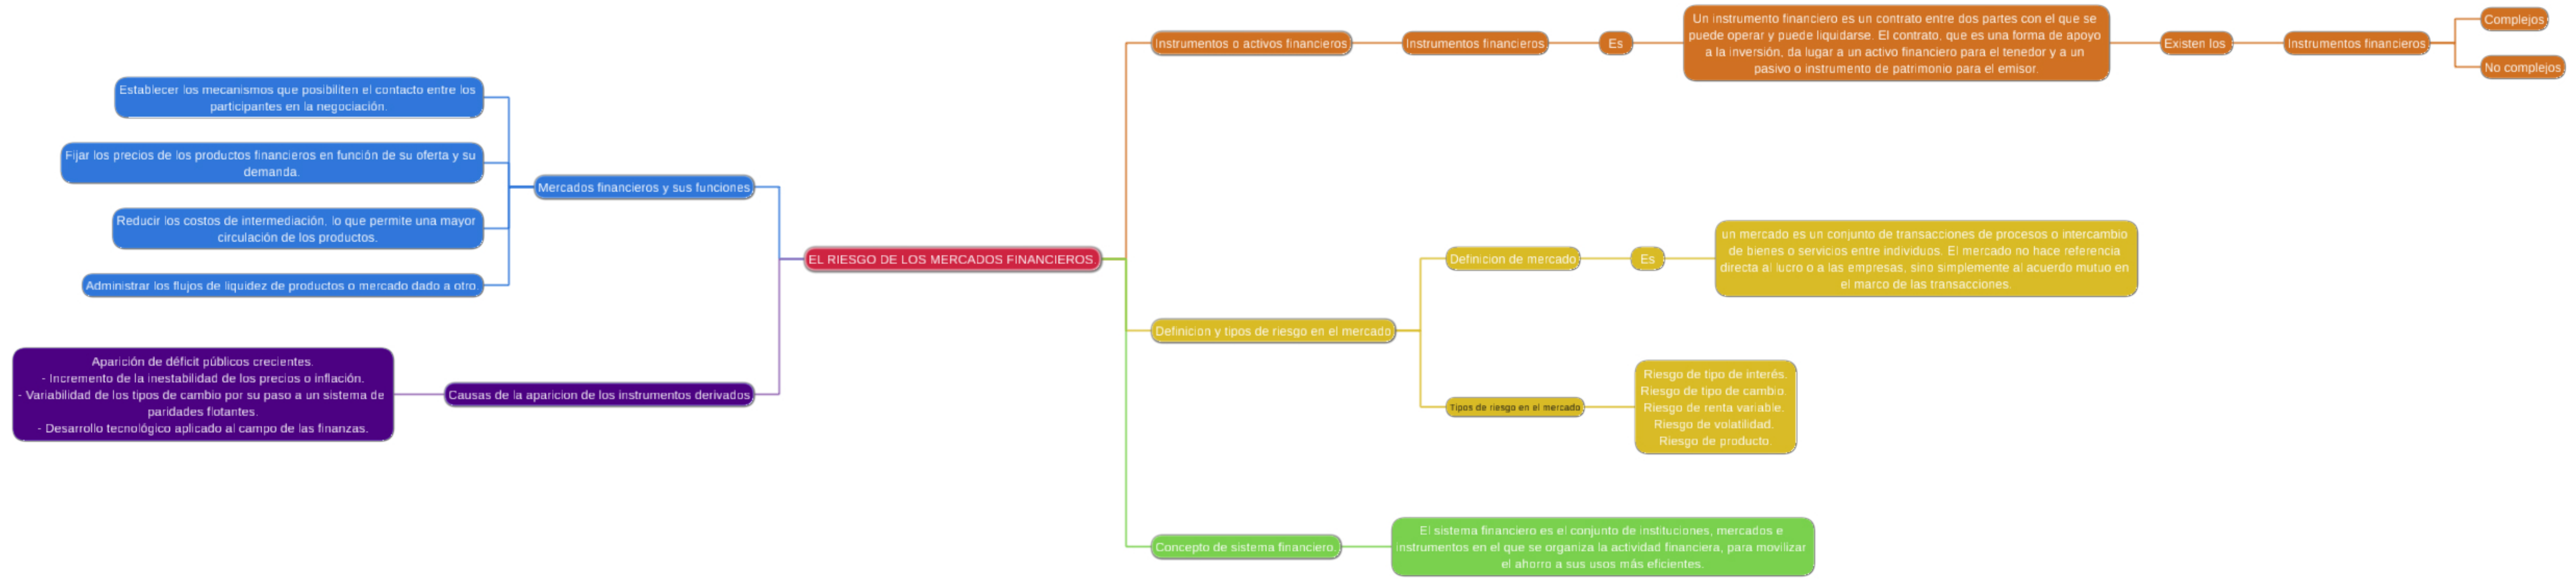 EL RIESGO DE LOS MERCADOS FINANCIEROS
Mercados financieros y sus funciones
Establecer los mecanismos que posibiliten el contacto entre los
participantes en la negociación.
Fijar los precios de los productos financieros en función de su oferta y su
demanda.
Reducir los costos de intermediación, lo que permite una mayor
circulación de los productos.
Administrar los flujos de liquidez de productos o mercado dado a otro.
Causas de la aparicion de los instrumentos derivados
Aparición de déficit públicos crecientes.
- Incremento de la inestabilidad de los precios o inflación.
- Variabilidad de los tipos de cambio por su paso a un sistema de
paridades flotantes.
- Desarrollo tecnológico aplicado al campo de las finanzas.
Instrumentos o activos financieros
Instrumentos financieros
Es
Un instrumento financiero es un contrato entre dos partes con el que se
puede operar y puede liquidarse. El contrato, que es una forma de apoyo
a la inversión, da lugar a un activo financiero para el tenedor y a un
pasivo o instrumento de patrimonio para el emisor.
Existen los
Instrumentos financieros
Complejos
No complejos
Definicion y tipos de riesgo en el mercado
Definicion de mercado
Es
un mercado es un conjunto de transacciones de procesos o intercambio
de bienes o servicios entre individuos. El mercado no hace referencia
directa al lucro o a las empresas, sino simplemente al acuerdo mutuo en
el marco de las transacciones.
Tipos de riesgo en el mercado
Riesgo de tipo de interés.
Riesgo de tipo de cambio.
Riesgo de renta variable.
Riesgo de volatilidad.
Riesgo de producto.
Concepto de sistema financiero.
El sistema financiero es el conjunto de instituciones, mercados e
instrumentos en el que se organiza la actividad financiera, para movilizar
el ahorro a sus usos más eficientes.